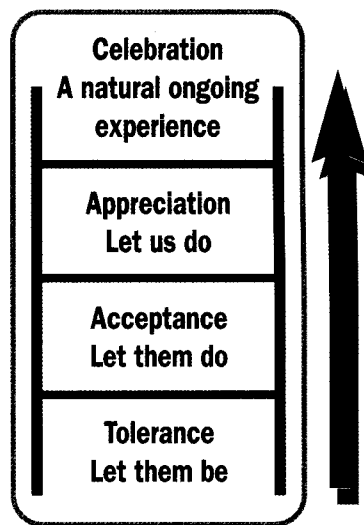 Celebration
A natural ongoing
experience
Appreciation
Let us do
Acceptance
Let them do
Tolerance
Let them be